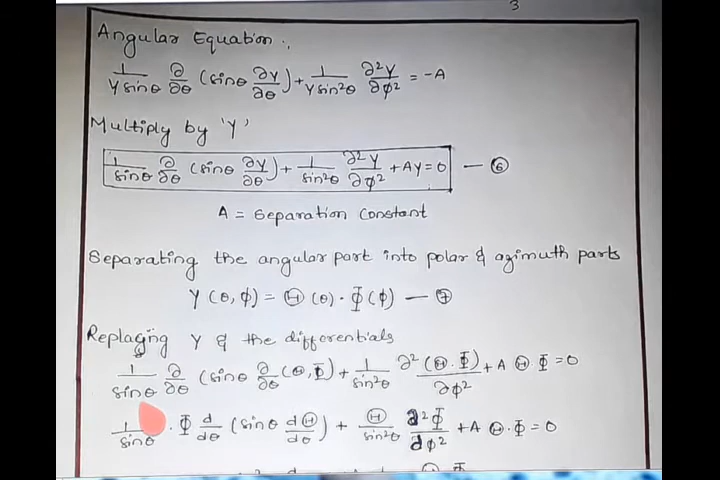 3
Angular Equation :.
1/(Y sinθ) ∂/∂θ (sinθ ∂Y/∂θ) + 1/(Y sin²θ) ∂²Y/∂φ² = -A
Multiply by 'Y'
1/sinθ ∂/∂θ (sinθ ∂Y/∂θ) + 1/sin²θ ∂²Y/∂φ² + AY = 0 — ⑥
A = Separation Constant
Separating the angular part into polar & azimuth parts
Y (θ, φ) = Θ (θ) · Φ (φ) — ⑦
Replacing Y & the differentials
1/sinθ ∂/∂θ (sinθ ∂/∂θ (Θ, Φ) + 1/sin²θ ∂² (Θ · Φ)/∂φ² + A Θ Φ = 0
1/sinθ · Φ d/dθ (sinθ dΘ/dθ) + Θ/sin²θ d²Φ/dφ² + A Θ · Φ = 0